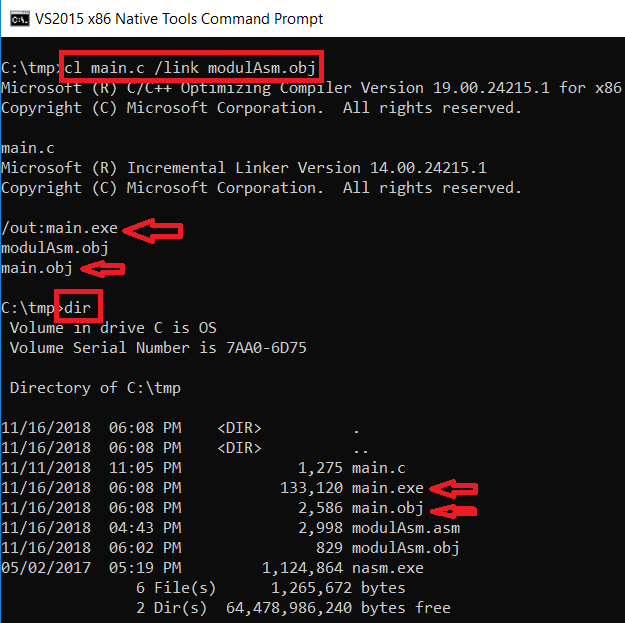 VS2015 x86 Native Tools Command Prompt
C:\tmp>cl main.c /link modulAsm.obj
Microsoft (R) C/C++ Optimizing Compiler Version 19.00.24215.1 for x86
Copyright (C) Microsoft Corporation.  All rights reserved.
main.c
Microsoft (R) Incremental Linker Version 14.00.24215.1
Copyright (C) Microsoft Corporation.  All rights reserved.
/out:main.exe
modulAsm.obj
main.obj
C:\tmp>dir
 Volume in drive C is OS
 Volume Serial Number is 7AA0-6D75
 Directory of C:\tmp
11/16/2018  06:08 PM    <DIR>          .
11/16/2018  06:08 PM    <DIR>          ..
11/11/2018  11:05 PM             1,275 main.c
11/16/2018  06:08 PM           133,120 main.exe
11/16/2018  06:08 PM             2,586 main.obj
11/16/2018  04:43 PM             2,998 modulAsm.asm
11/16/2018  06:02 PM               829 modulAsm.obj
05/02/2017  05:19 PM         1,124,864 nasm.exe
               6 File(s)      1,265,672 bytes
               2 Dir(s)  64,478,986,240 bytes free